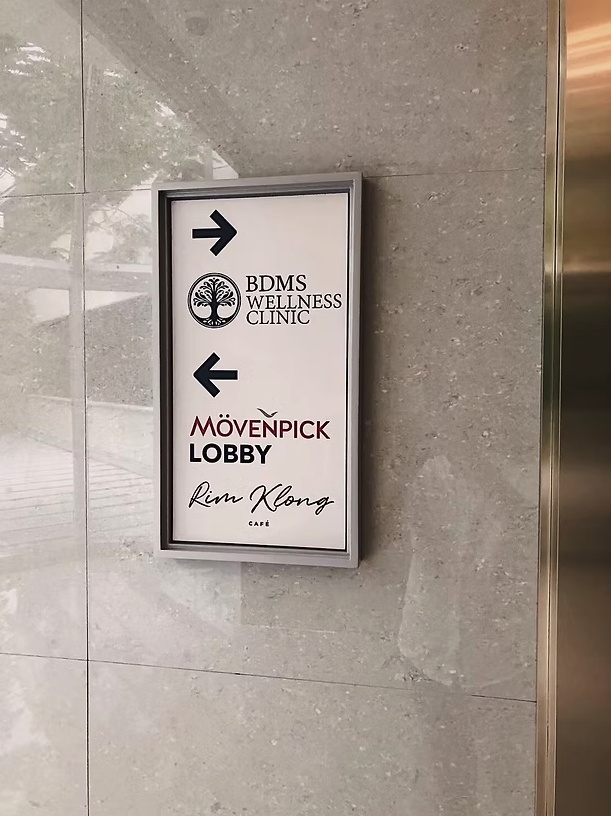 BDMS
WELLNESS
CLINIC
MÖVENPICK
LOBBY
Rim Klong
CAFÉ